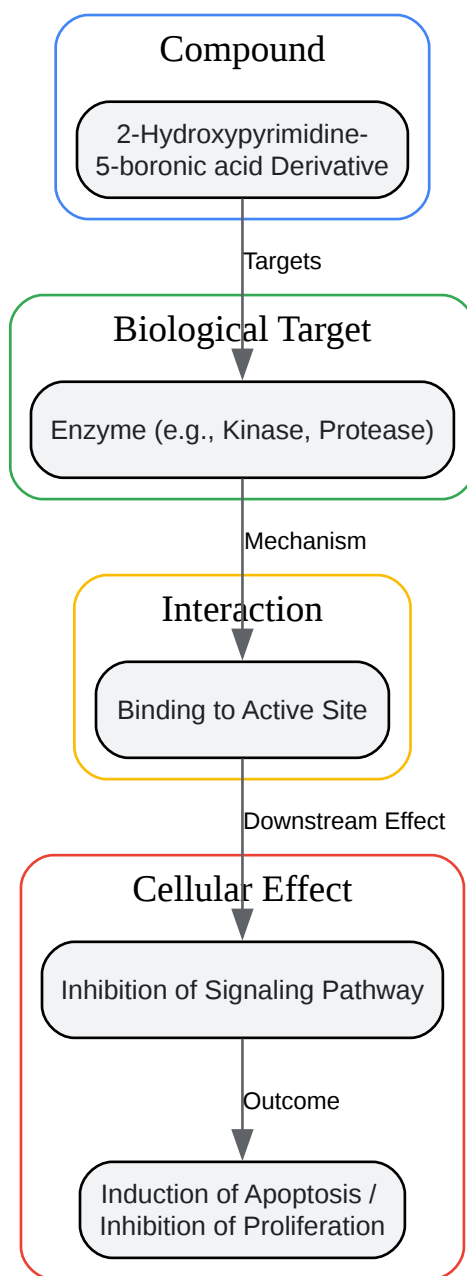 Compound
2-Hydroxypyrimidine-
5-boronic acid Derivative
Targets
Biological Target
Enzyme (e.g., Kinase, Protease)
Mechanism
Interaction
Binding to Active Site
Downstream Effect
Cellular Effect
Inhibition of Signaling Pathway
Outcome
Induction of Apoptosis /
Inhibition of Proliferation